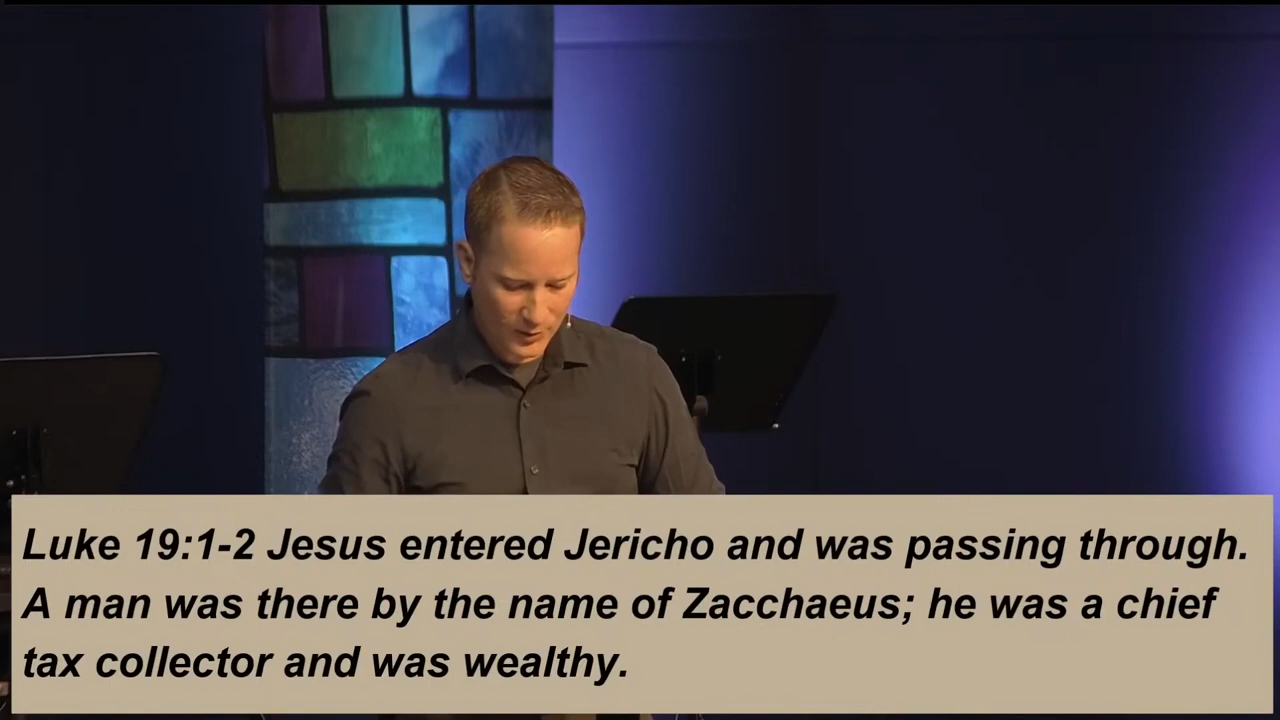 Luke 19:1-2 Jesus entered Jericho and was passing through.
A man was there by the name of Zacchaeus; he was a chief
tax collector and was wealthy.